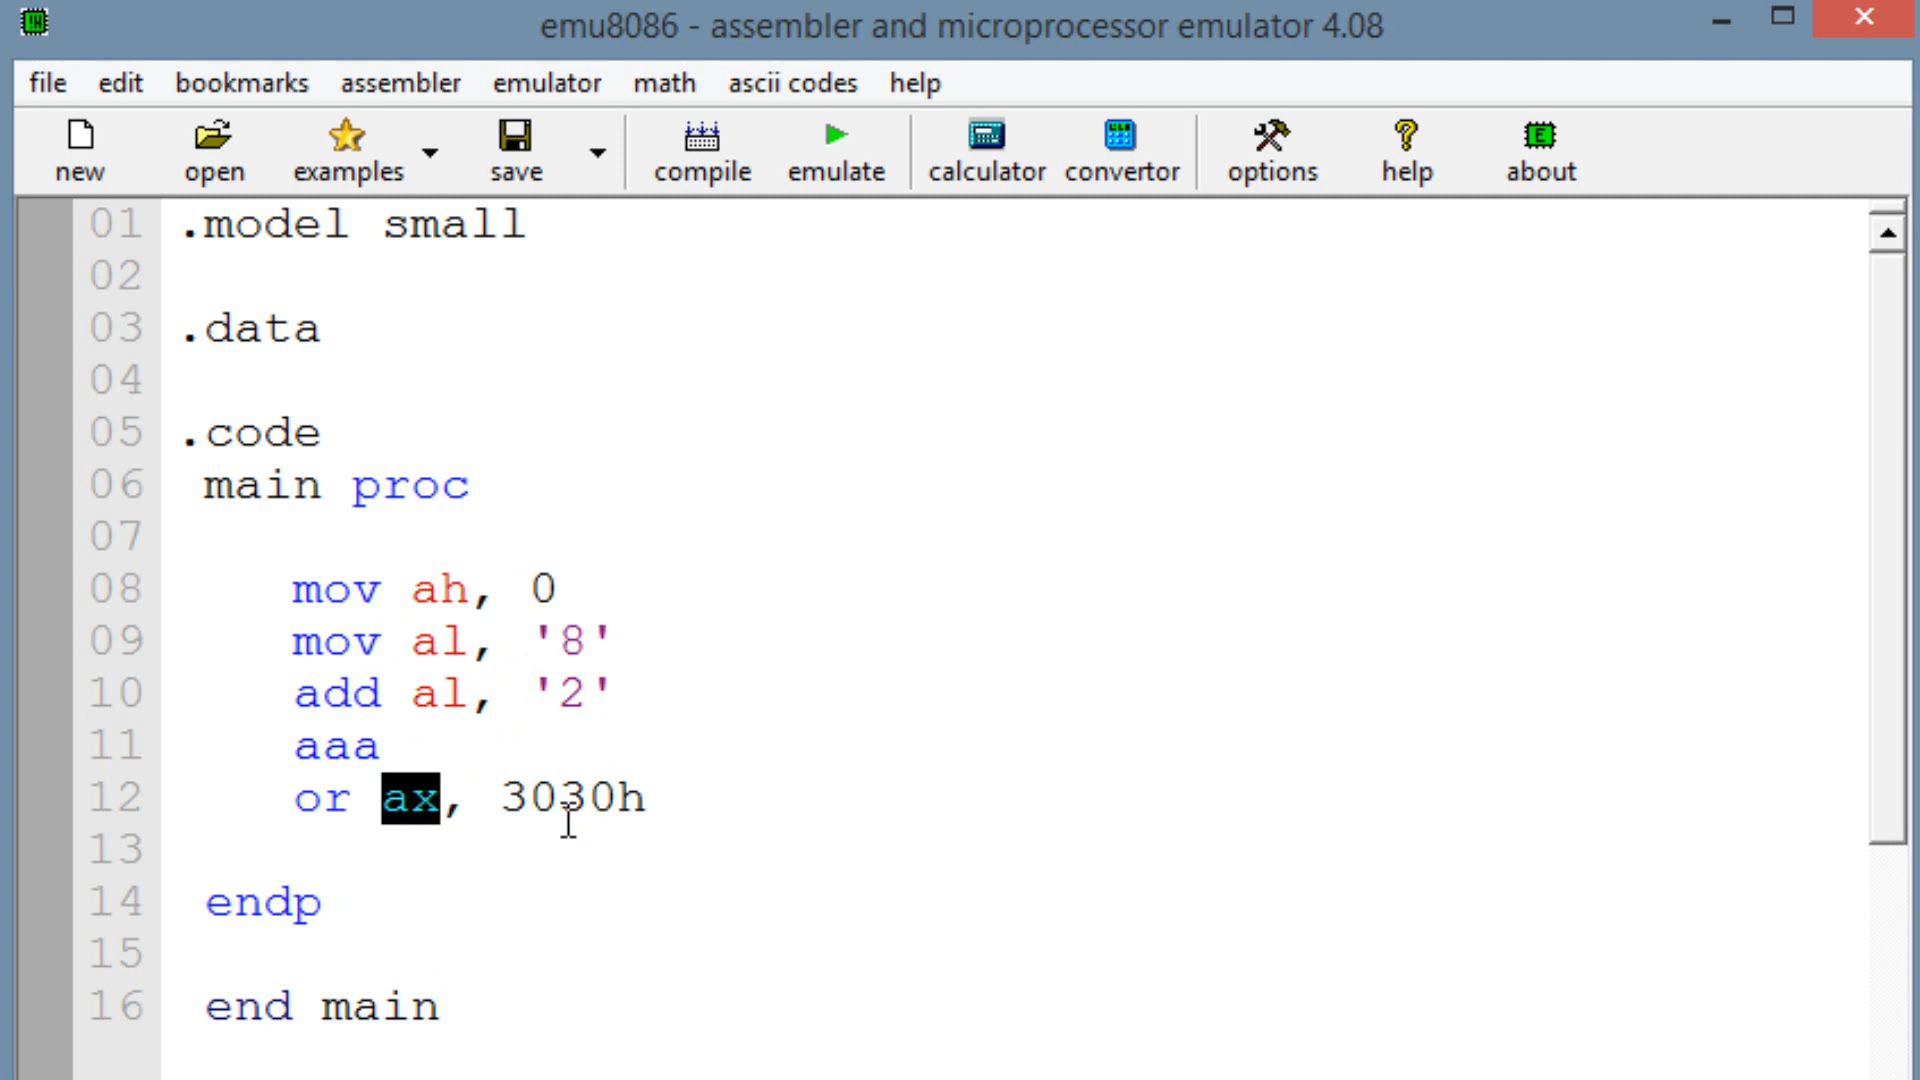 emu8086 - assembler and microprocessor emulator 4.08
file edit bookmarks assembler emulator math ascii codes help
new open examples save compile emulate calculator convertor options help about
01 .model small
02
03 .data
04
05 .code
06 main proc
07
08 mov ah, 0
09 mov al, '8'
10 add al, '2'
11 aaa
12 or ax, 3030h
13
14 endp
15
16 end main